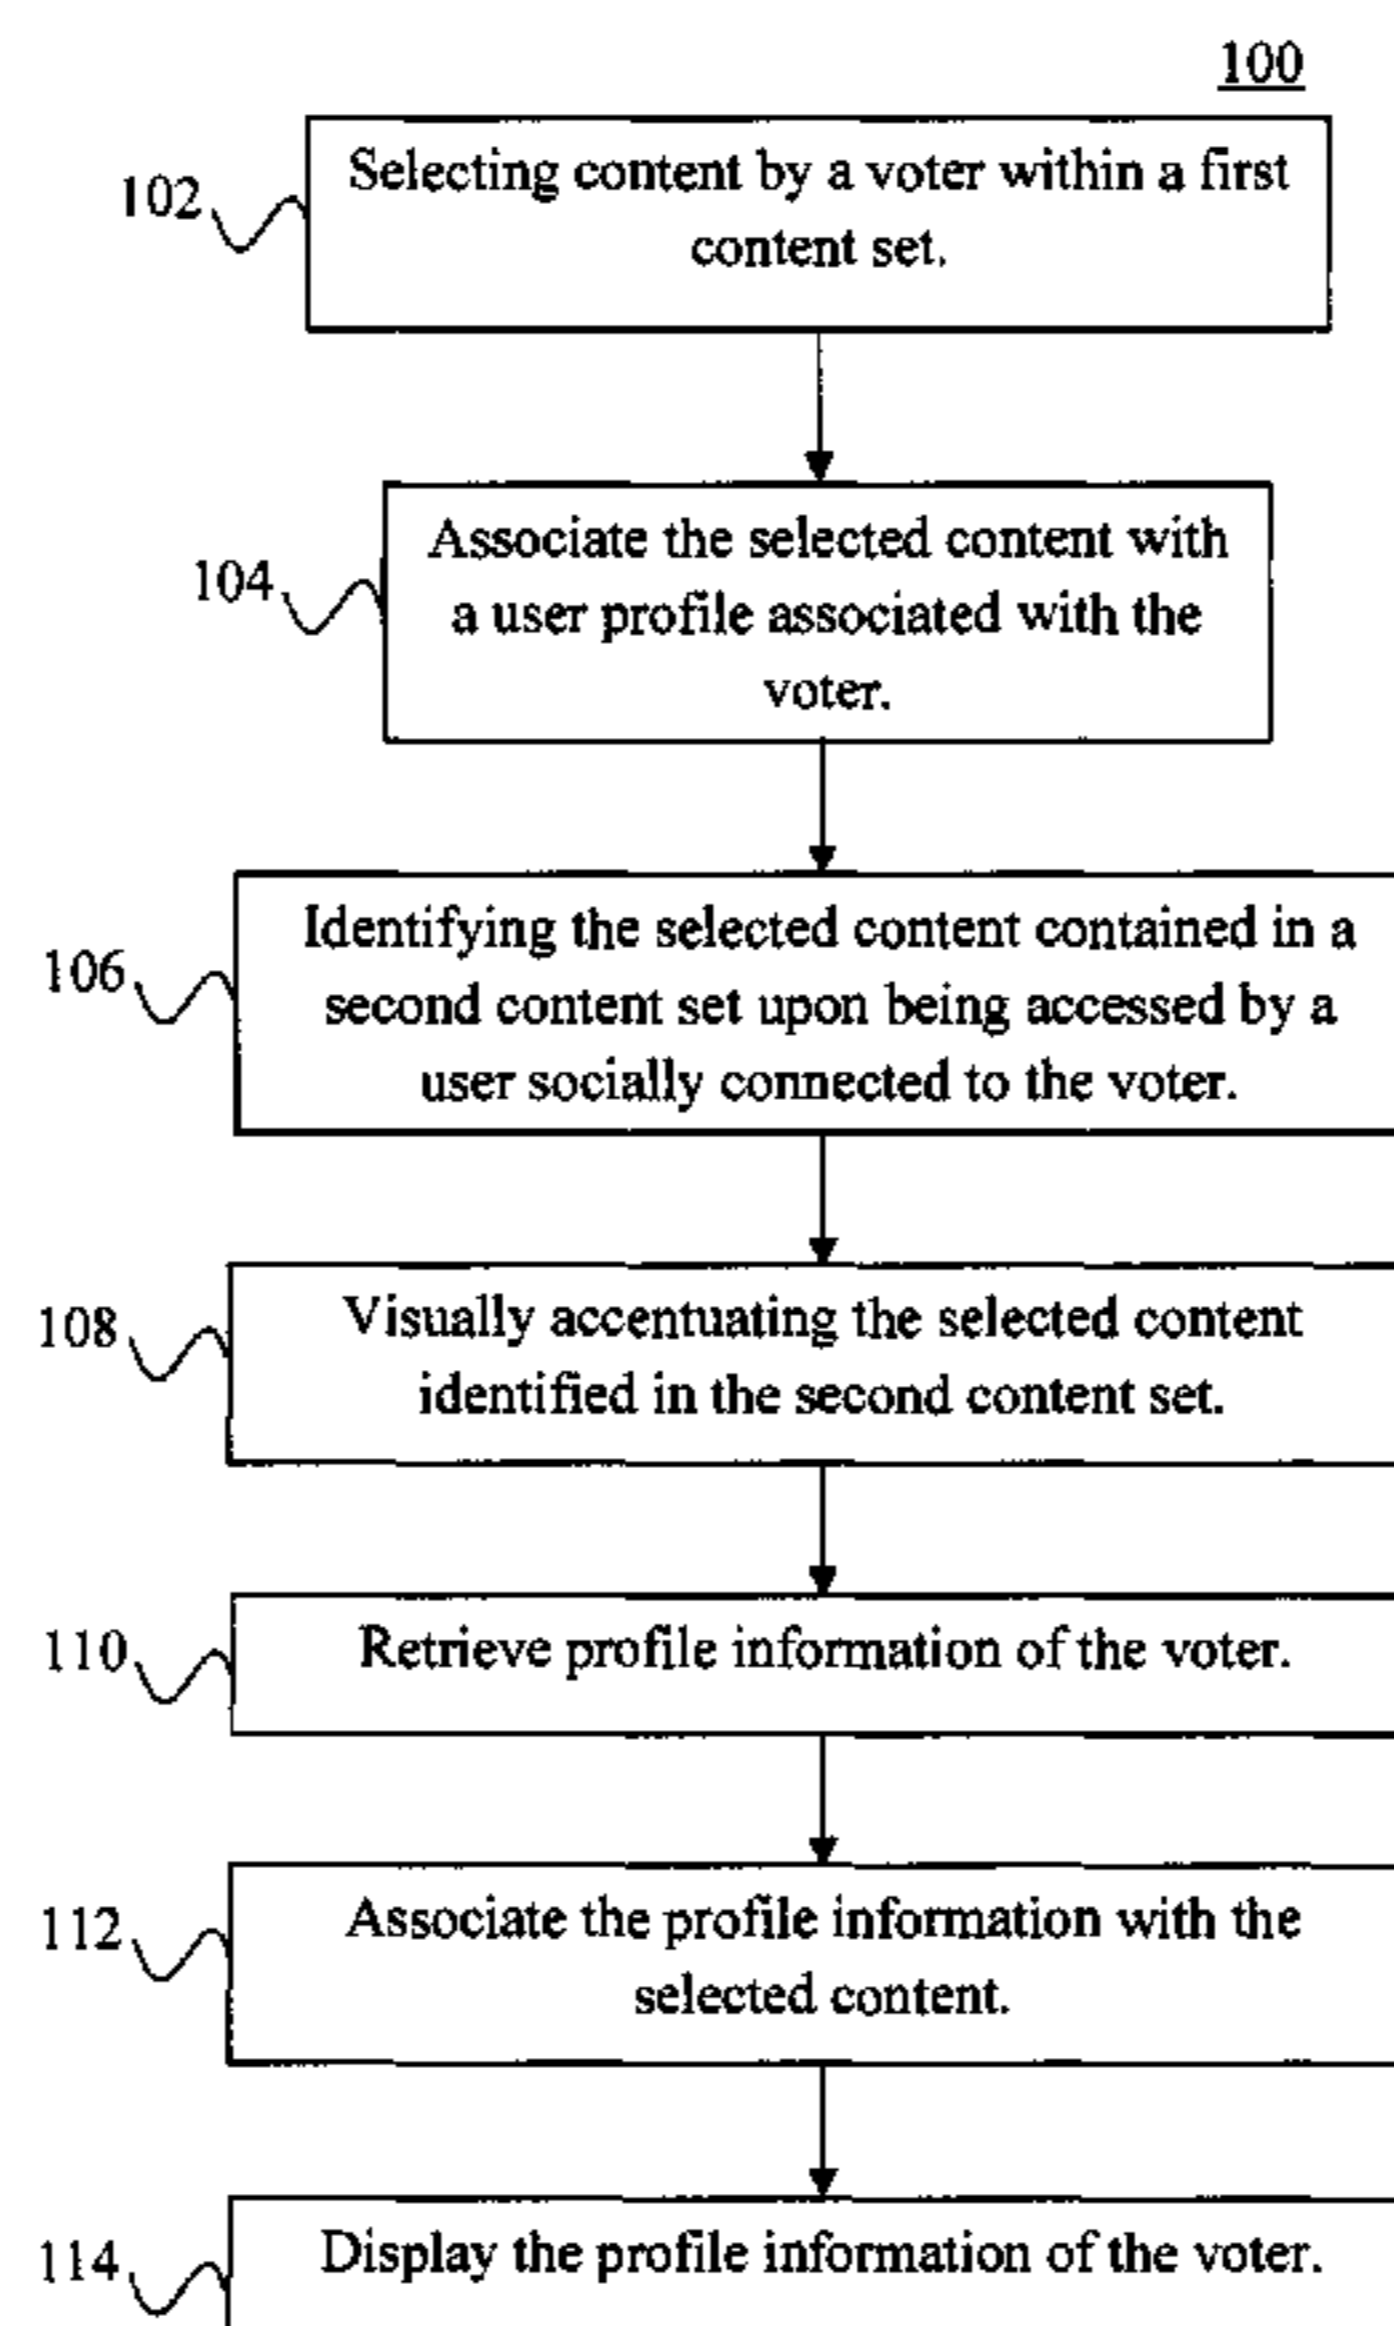 100
102
Selecting content by a voter within a first
content set.
104
Associate the selected content with
a user profile associated with the
voter.
106
Identifying the selected content contained in a
second content set upon being accessed by a
user socially connected to the voter.
108
Visually accentuating the selected content
identified in the second content set.
110
Retrieve profile information of the voter.
112
Associate the profile information with the
selected content.
114
Display the profile information of the voter.